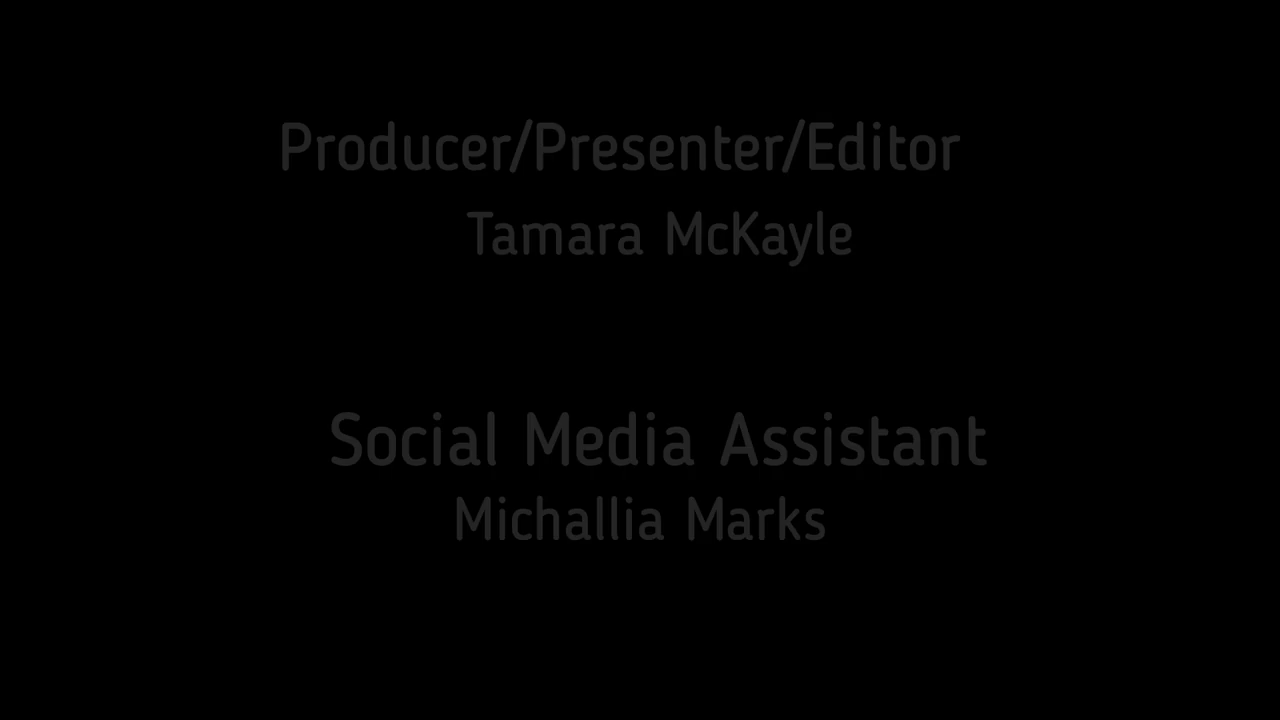 Producer/Presenter/Editor
Tamara McKayle
Social Media Assistant
Michallia Marks